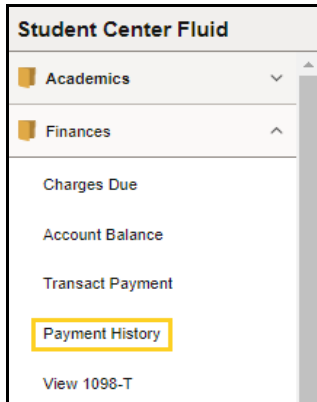 Student Center Fluid
Academics
Finances
Charges Due
Account Balance
Transact Payment
Payment History
View 1098-T